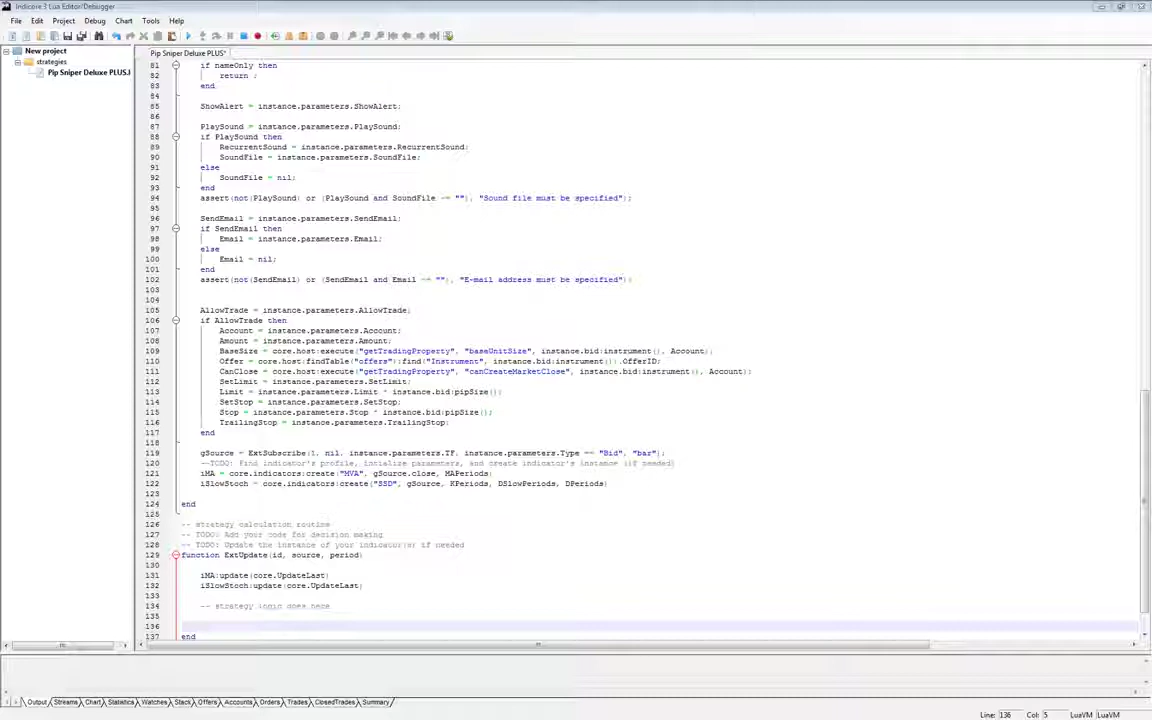 Indicore 3 Lua Editor/Debugger
File Edit Project Debug Chart Tools Help
New project
strategies
Pip Sniper Deluxe PLUS.l
Pip Sniper Deluxe PLUS*
81 if nameOnly then
82 return ;
83 end
84
85 ShowAlert = instance.parameters.ShowAlert;
86
87 PlaySound = instance.parameters.PlaySound;
88 if PlaySound then
89 RecurrentSound = instance.parameters.RecurrentSound;
90 SoundFile = instance.parameters.SoundFile;
91 else
92 SoundFile = nil;
93 end
94 assert(not(PlaySound) or (PlaySound and SoundFile ~= ""), "Sound file must be specified");
95
96 SendEmail = instance.parameters.SendEmail;
97 if SendEmail then
98 Email = instance.parameters.Email;
99 else
100 Email = nil;
101 end
102 assert(not(SendEmail) or (SendEmail and Email ~= ""), "E-mail address must be specified");
103
104
105 AllowTrade = instance.parameters.AllowTrade;
106 if AllowTrade then
107 Account = instance.parameters.Account;
108 Amount = instance.parameters.Amount;
109 BaseSize = core.host:execute("getTradingProperty", "baseUnitSize", instance.bid:instrument(), Account);
110 Offer = core.host:findTable("offers"):find("Instrument", instance.bid:instrument()).OfferID;
111 CanClose = core.host:execute("getTradingProperty", "canCreateMarketClose", instance.bid:instrument(), Account);
112 SetLimit = instance.parameters.SetLimit;
113 Limit = instance.parameters.Limit * instance.bid:pipSize();
114 SetStop = instance.parameters.SetStop;
115 Stop = instance.parameters.Stop * instance.bid:pipSize();
116 TrailingStop = instance.parameters.TrailingStop;
117 end
118
119 gSource = ExtSubscribe(1, nil, instance.parameters.TF, instance.parameters.Type == "Bid", "bar");
120 --TODO: Find indicator's profile, intialize parameters, and create indicator's instance (if needed)
121 iMA = core.indicators:create("MVA", gSource.close, MAPeriods)
122 iSlowStoch = core.indicators:create("SSD", gSource, KPeriods, DSlowPeriods, DPeriods)
123
124 end
125
126 -- strategy calculation routine
127 -- TODO: Add your code for decision making
128 -- TODO: Update the instance of your indicator(s) if needed
129 function ExtUpdate(id, source, period)
130
131 iMA:update(core.UpdateLast)
132 iSlowStoch:update(core.UpdateLast)
133
134 -- strategy logic goes here
135
136
137 end
Output Streams Chart Statistics Watches Stack Offers Accounts Orders Trades ClosedTrades Summary
Line: 136 Col: 5 LuaVM LuaVM